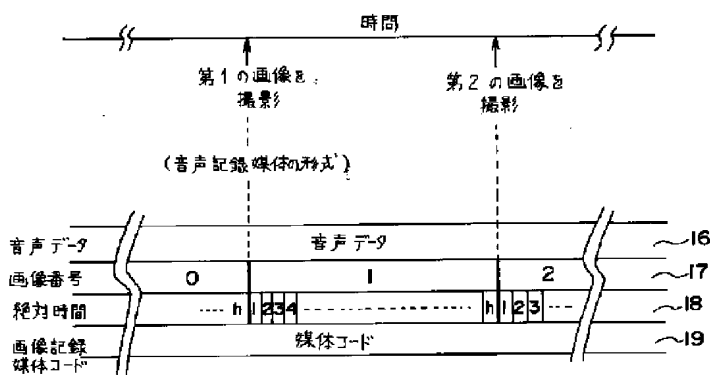 時間
第1の画像を
撮影
第2の画像を
撮影
(音声記録媒体の形式)
音声データ 音声データ 16
画像番号 0 1 2 17
絶対時間 ---- h 1 2 3 4 ---- h 1 2 3 ---- 18
画像記録
媒体コード 媒体コード 19